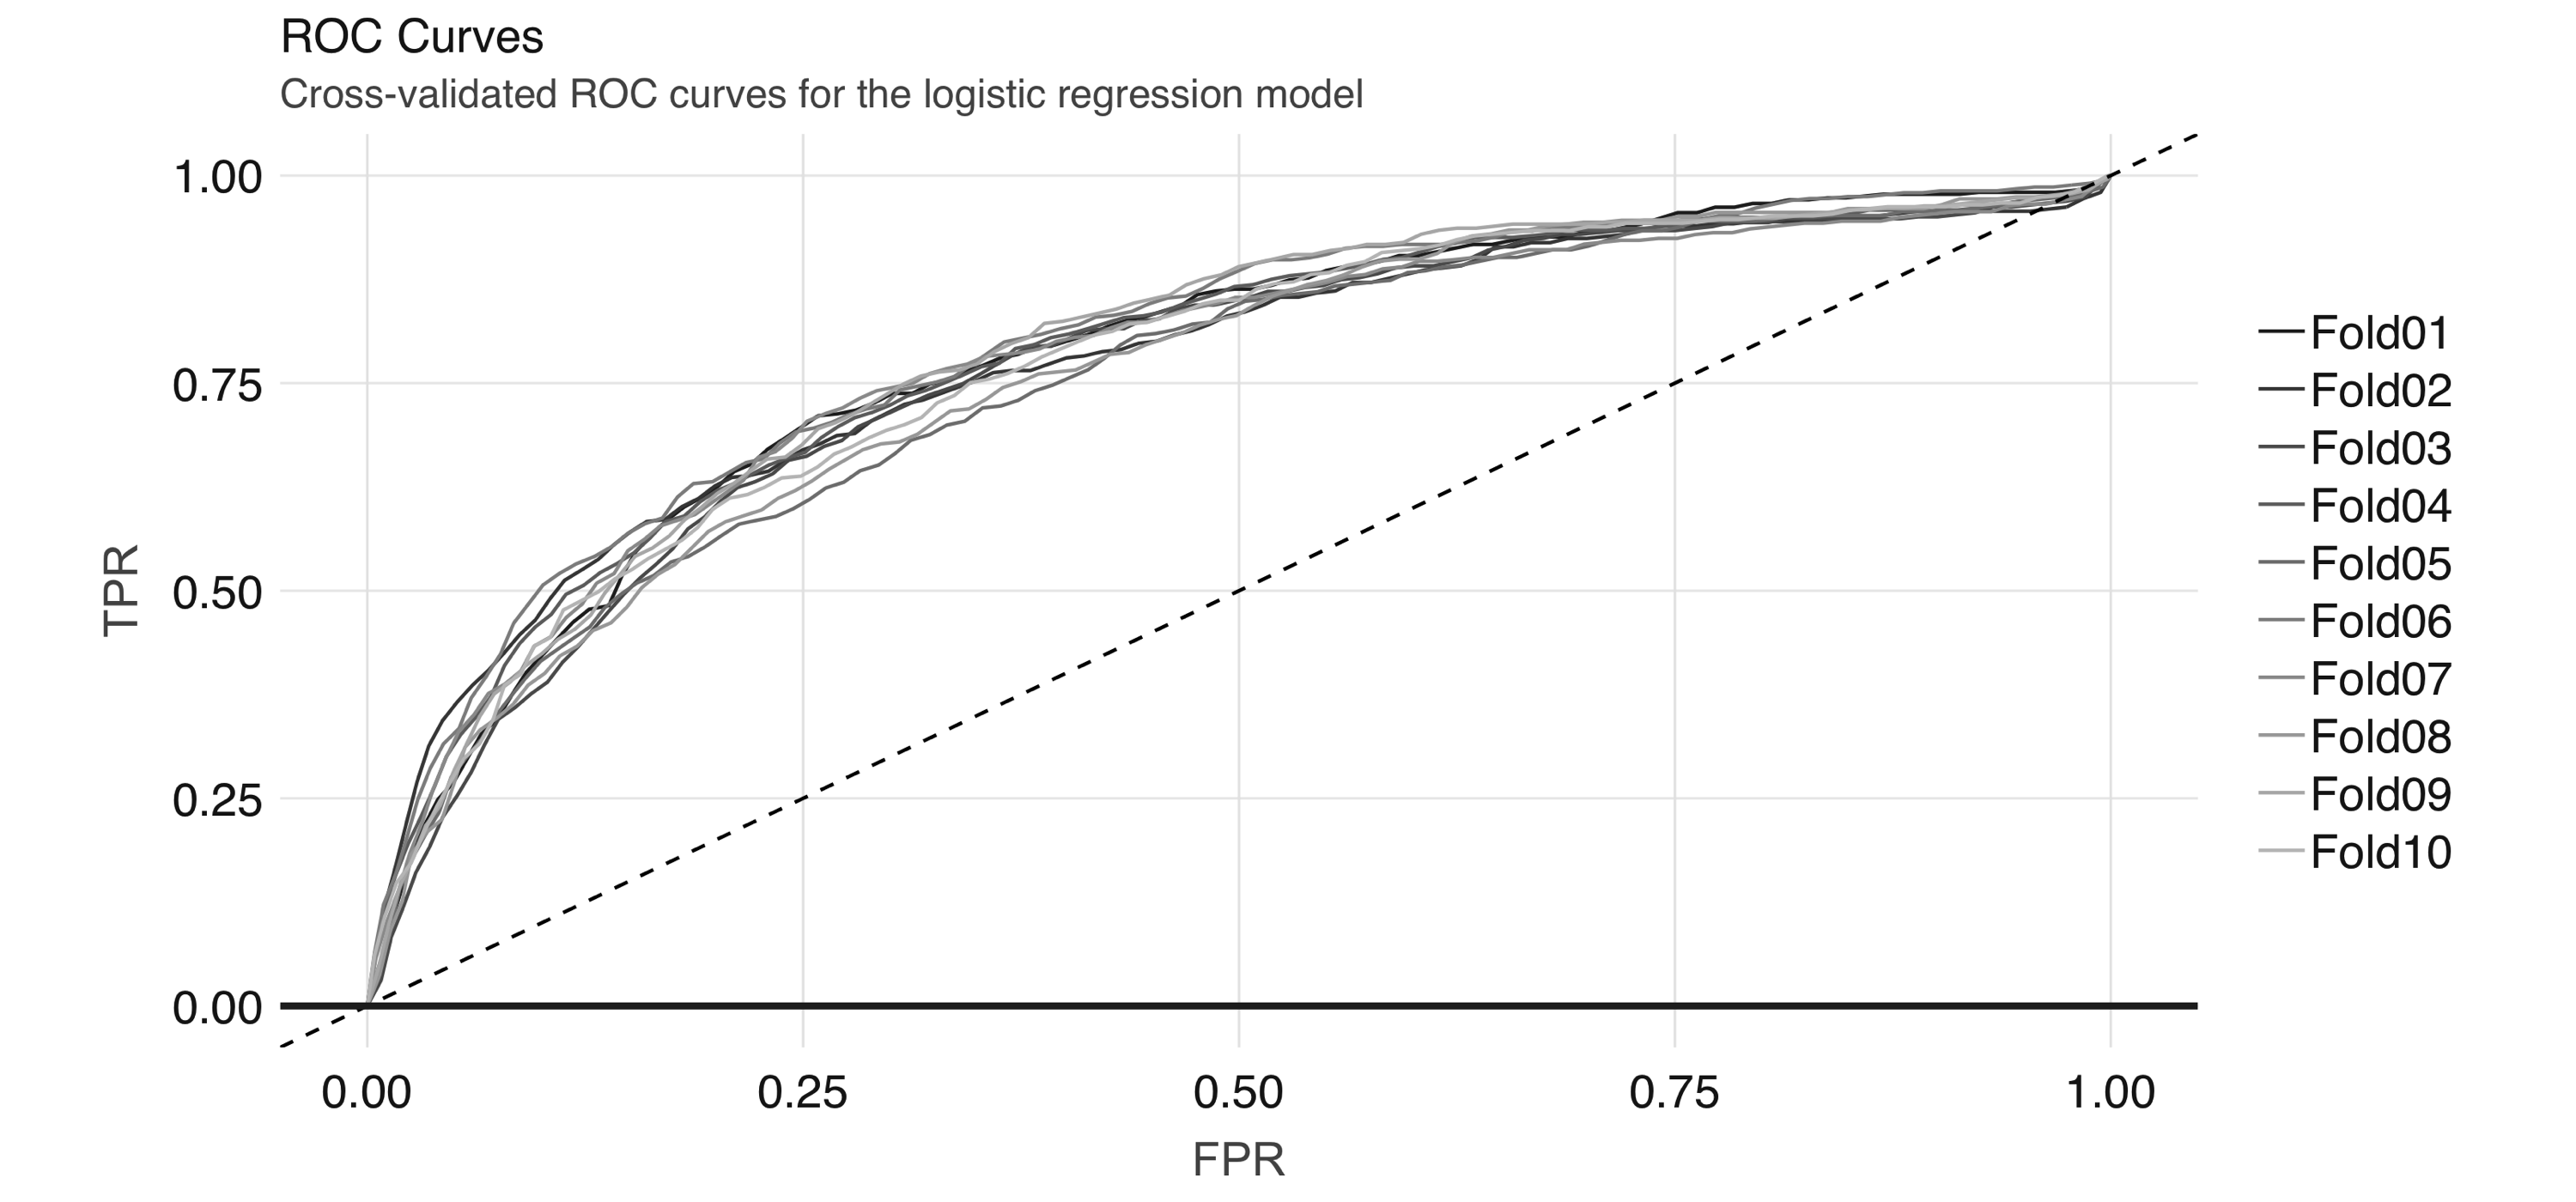 ROC Curves
Cross-validated ROC curves for the logistic regression model
1.00
0.75
0.50
0.25
0.00
TPR
0.00 0.25 0.50 0.75 1.00
FPR
Fold01
Fold02
Fold03
Fold04
Fold05
Fold06
Fold07
Fold08
Fold09
Fold10